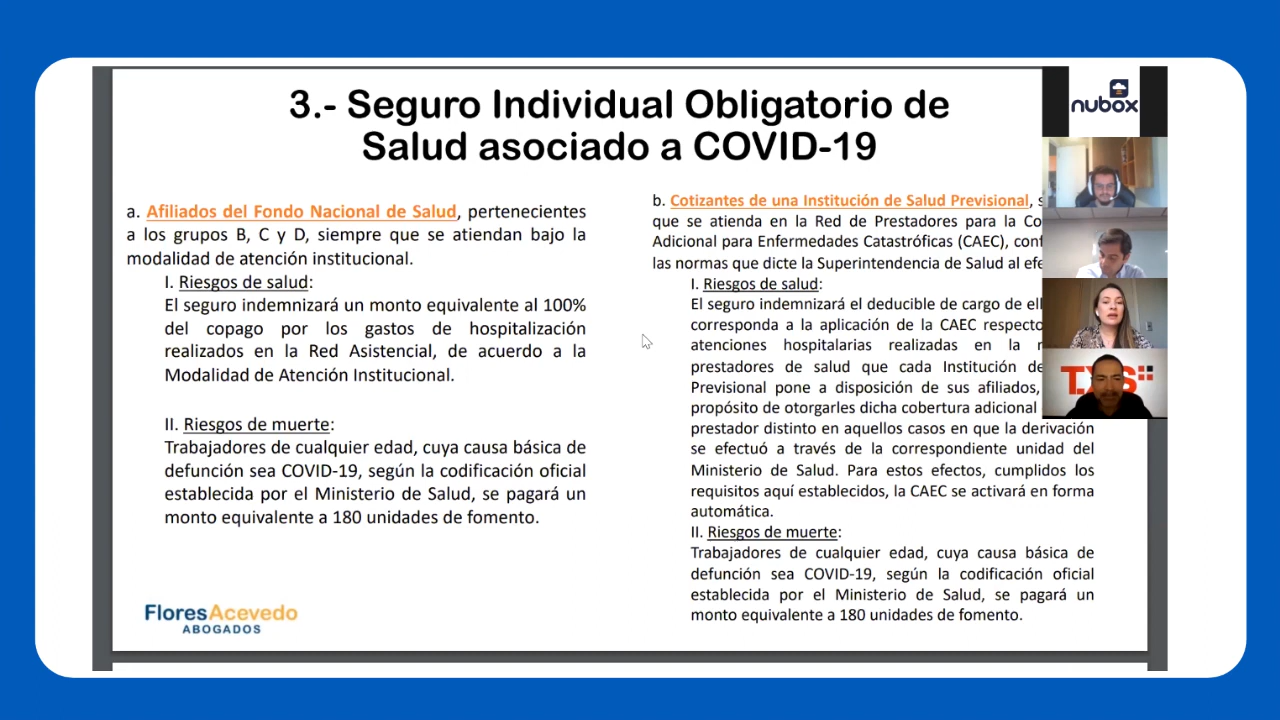 3.- Seguro Individual Obligatorio de
Salud asociado a COVID-19
a. Afiliados del Fondo Nacional de Salud, pertenecientes
a los grupos B, C y D, siempre que se atiendan bajo la
modalidad de atención institucional.
I. Riesgos de salud:
El seguro indemnizará un monto equivalente al 100%
del copago por los gastos de hospitalización
realizados en la Red Asistencial, de acuerdo a la
Modalidad de Atención Institucional.
II. Riesgos de muerte:
Trabajadores de cualquier edad, cuya causa básica de
defunción sea COVID-19, según la codificación oficial
establecida por el Ministerio de Salud, se pagará un
monto equivalente a 180 unidades de fomento.
FloresAcevedo
ABOGADOS
b. Cotizantes de una Institución de Salud Previsional,
que se atienda en la Red de Prestadores para la
Adicional para Enfermedades Catastróficas (CAEC),
las normas que dicte la Superintendencia de Salud al
I. Riesgos de salud:
El seguro indemnizará el deducible de cargo de
corresponda a la aplicación de la CAEC respecto
atenciones hospitalarias realizadas en la
prestadores de salud que cada Institución de
Previsional pone a disposición de sus afiliados,
propósito de otorgarles dicha cobertura adicional
prestador distinto en aquellos casos en que la derivación
se efectuó a través de la correspondiente unidad del
Ministerio de Salud. Para estos efectos, cumplidos los
requisitos aquí establecidos, la CAEC se activará en forma
automática.
II. Riesgos de muerte:
Trabajadores de cualquier edad, cuya causa básica de
defunción sea COVID-19, según la codificación oficial
establecida por el Ministerio de Salud, se pagará un
monto equivalente a 180 unidades de fomento.
nubox